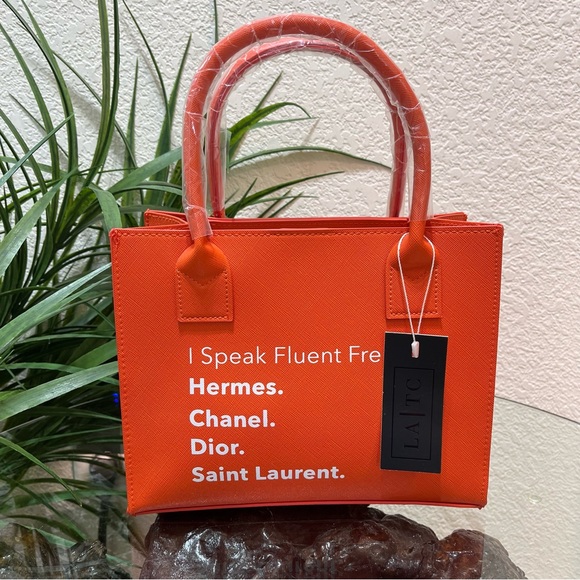 I Speak Fluent Fre
Hermes.
Chanel.
Dior.
Saint Laurent.
LA|TC